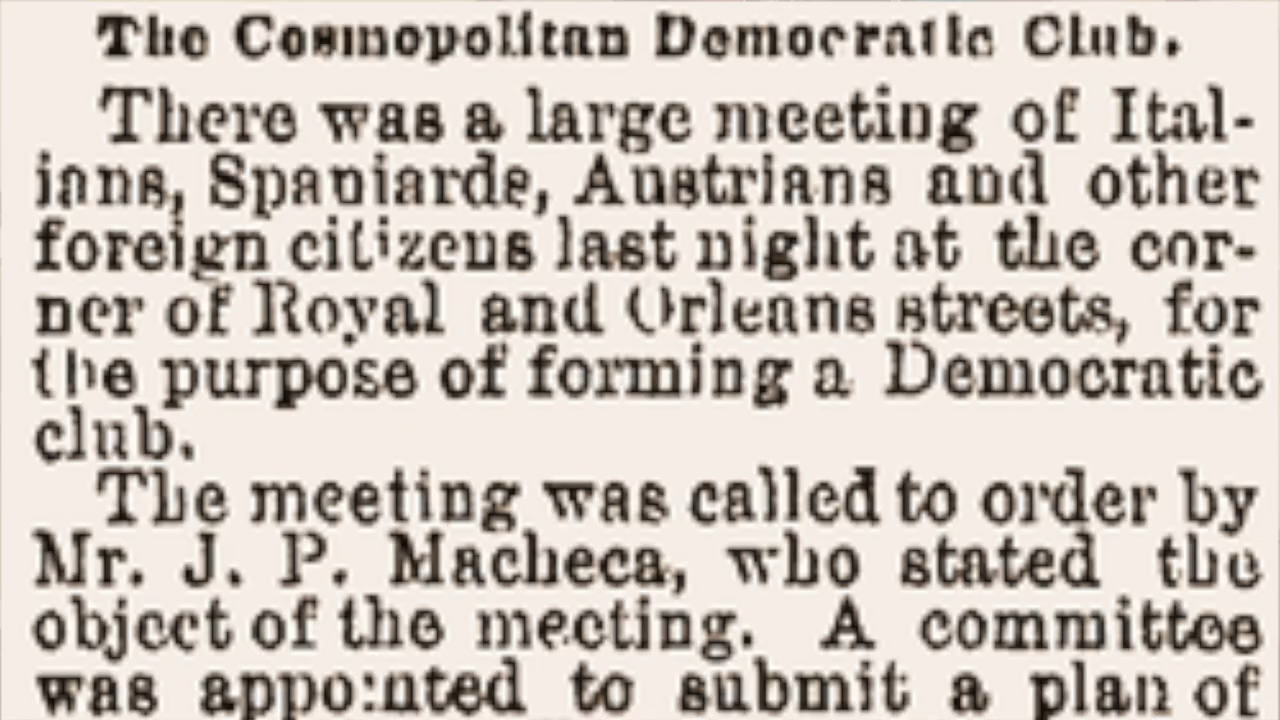 The Cosmopolitan Democratic Club.
There was a large meeting of Ital-
ians, Spaniards, Austrians and other
foreign citizens last night at the cor-
ner of Royal and Orleans streets, for
the purpose of forming a Democratic
club.
The meeting was called to order by
Mr. J. P. Macheca, who stated the
object of the meeting. A committee
was appointed to submit a plan of